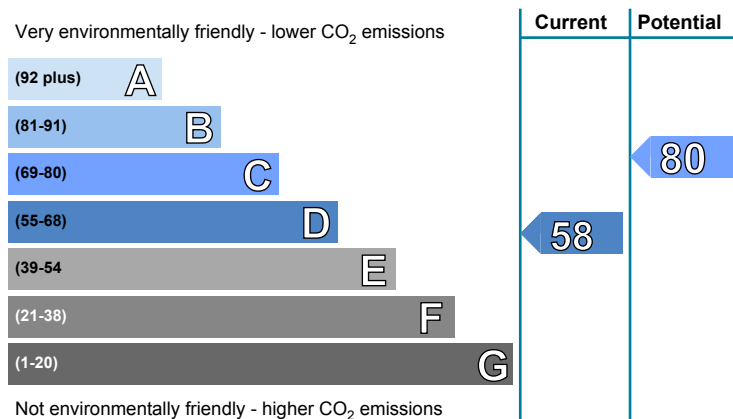 Very environmentally friendly - lower CO₂ emissions
Current
Potential
(92 plus) A
(81-91) B
(69-80) C
80
(55-68) D
58
(39-54 E
(21-38) F
(1-20) G
Not environmentally friendly - higher CO₂ emissions